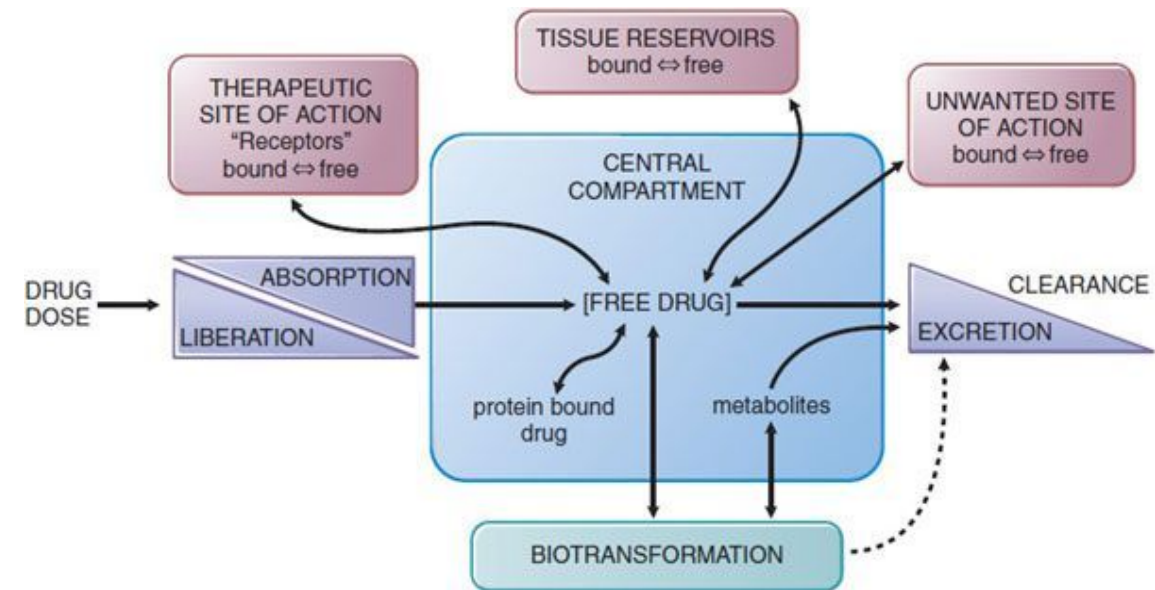 THERAPEUTIC
SITE OF ACTION
“Receptors”
bound ⇔ free
TISSUE RESERVOIRS
bound ⇔ free
UNWANTED SITE
OF ACTION
bound ⇔ free
CENTRAL
COMPARTMENT
DRUG
DOSE
ABSORPTION
LIBERATION
[FREE DRUG]
CLEARANCE
EXCRETION
protein bound
drug
metabolites
BIOTRANSFORMATION